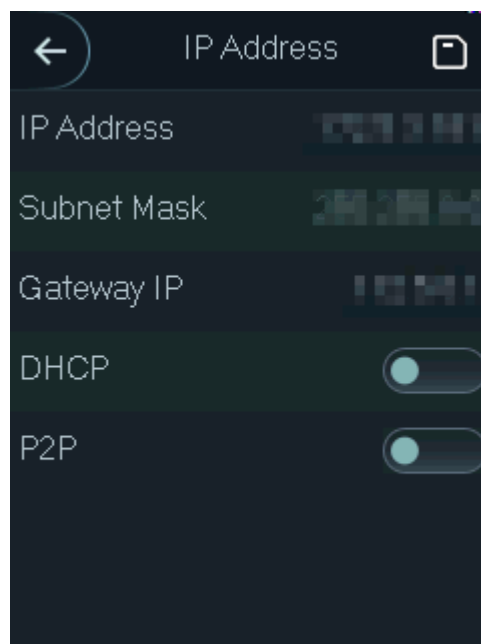 IP Address
IP Address
Subnet Mask
Gateway IP
DHCP
P2P